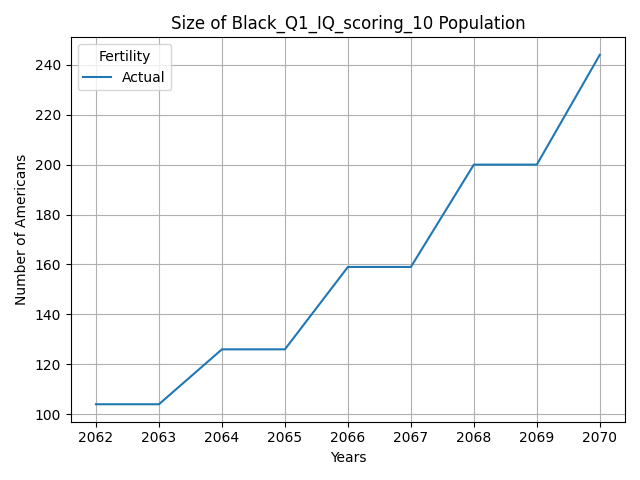 Size of Black_Q1_IQ_scoring_10 Population
Fertility
Actual
Number of Americans
240
220
200
180
160
140
120
100
2062 2063 2064 2065 2066 2067 2068 2069 2070
Years